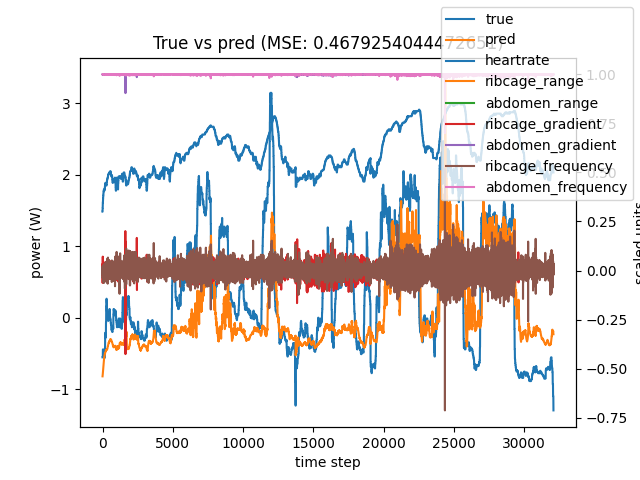 True vs pred (MSE: 0.4679254044472651)
true
pred
heartrate
ribcage_range
abdomen_range
ribcage_gradient
abdomen_gradient
ribcage_frequency
abdomen_frequency
power (W)
3
2
1
0
−1
1.00
0.75
0.50
0.25
0.00
−0.25
−0.50
−0.75
scaled units
0
5000
10000
15000
20000
25000
30000
time step